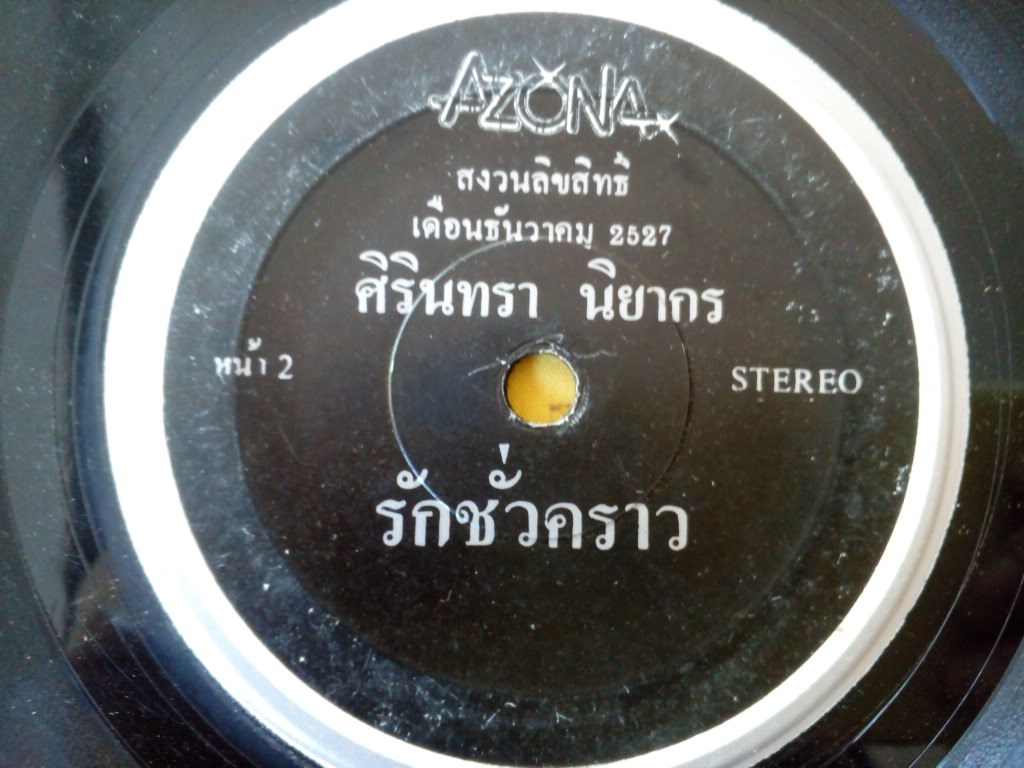 AZONA
สงวนลิขสิทธิ์
เดือนธันวาคม 2527
ศิรินทรา นิยากร
หน้า 2
STEREO
รักชั่วคราว